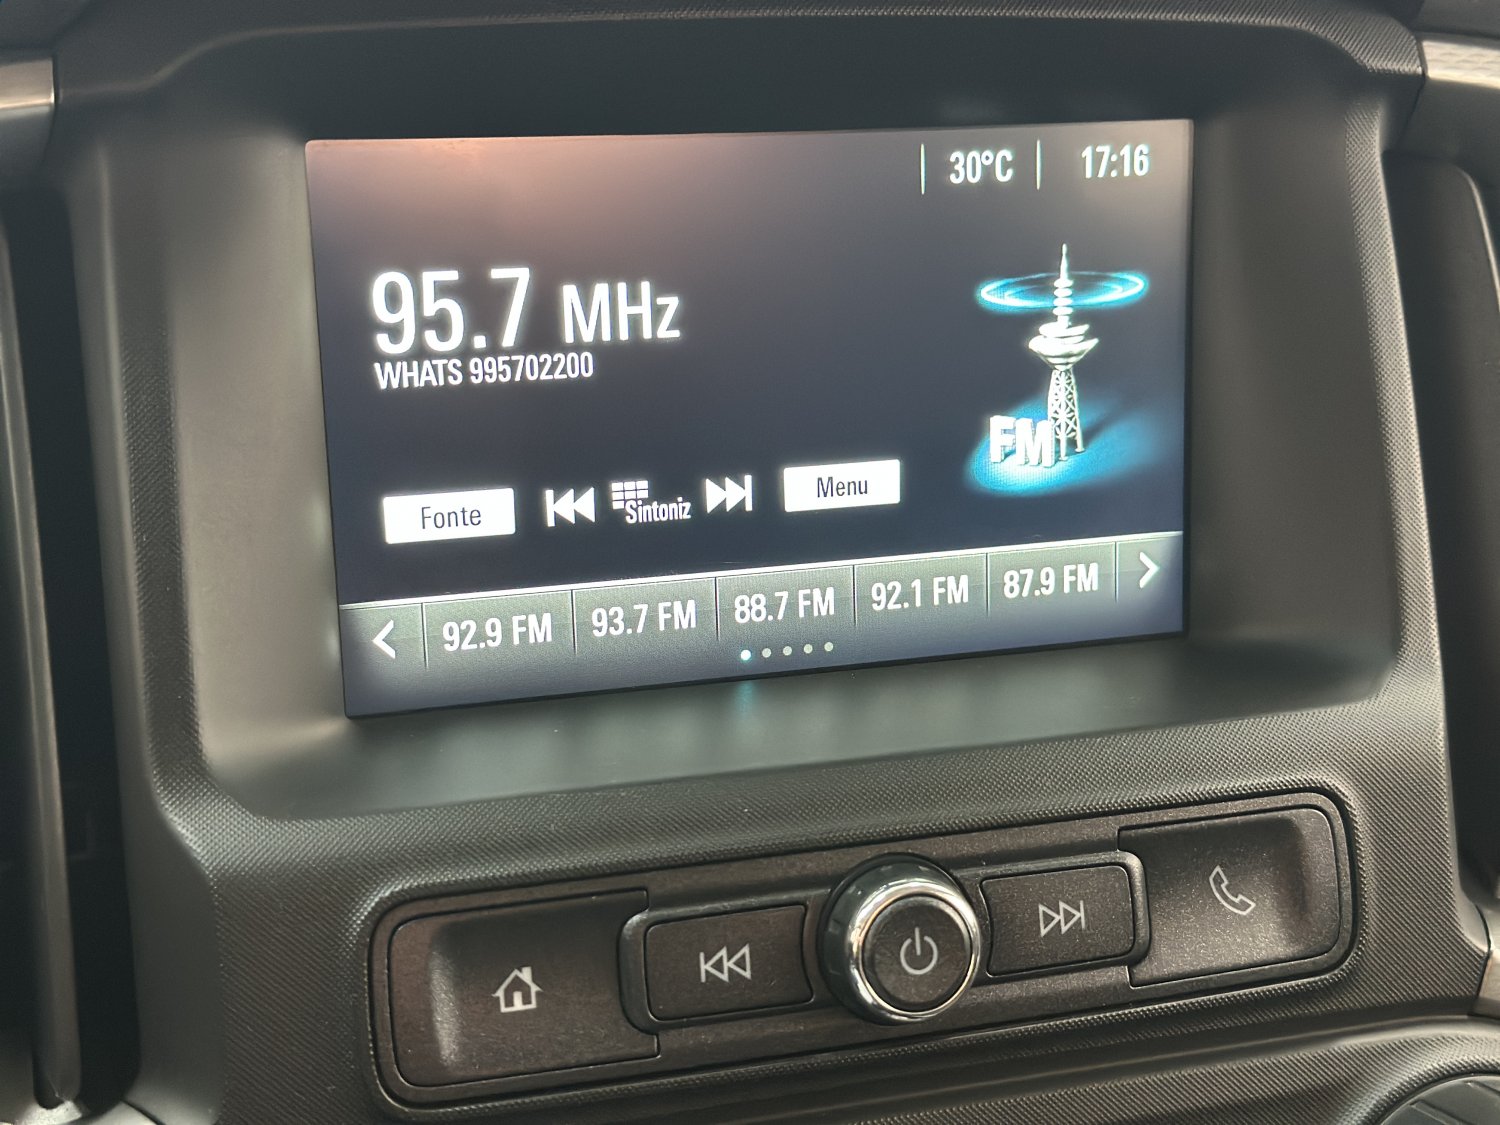 30°C 17:16
95.7 MHz
WHATS 995702200
FM
Fonte Sintoniz Menu
92.9 FM 93.7 FM 88.7 FM 92.1 FM 87.9 FM